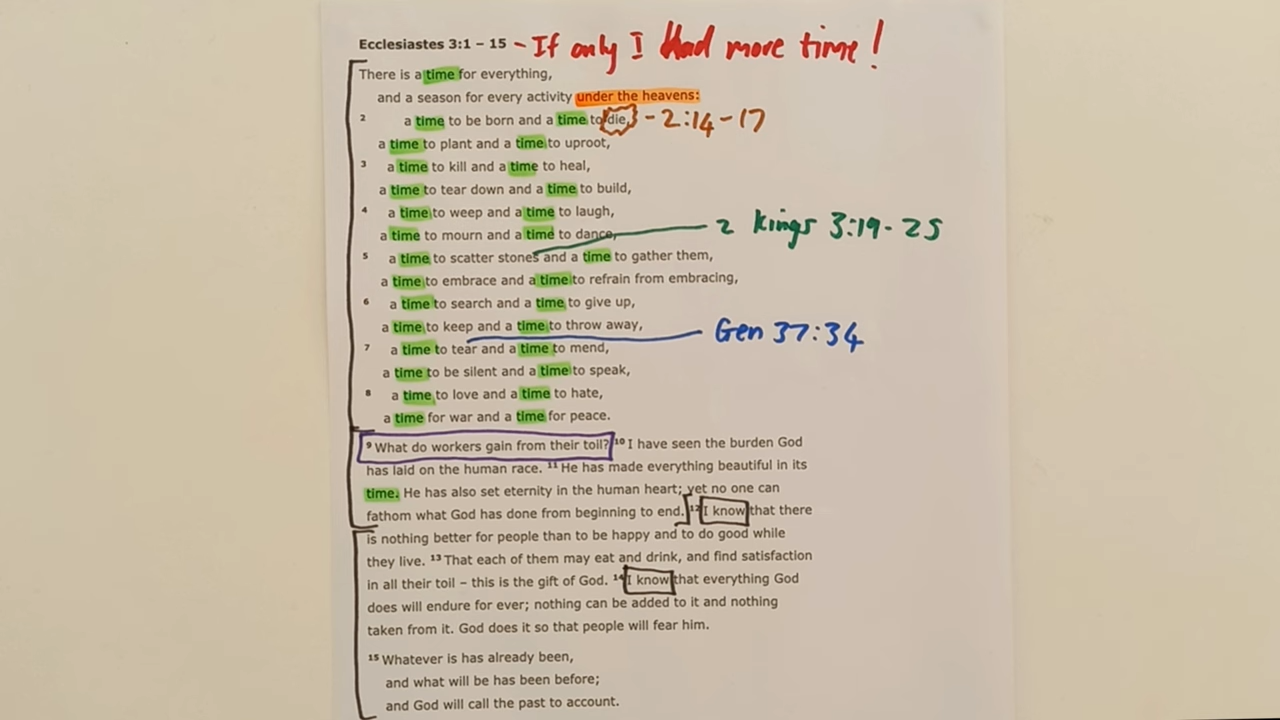 Ecclesiastes 3:1 – 15 - If only I had more time!
There is a time for everything,
and a season for every activity under the heavens:
2 a time to be born and a time to die, - 2:14-17
a time to plant and a time to uproot,
3 a time to kill and a time to heal,
a time to tear down and a time to build,
4 a time to weep and a time to laugh,
a time to mourn and a time to dance, 2 Kings 3:19-25
5 a time to scatter stones and a time to gather them,
a time to embrace and a time to refrain from embracing,
6 a time to search and a time to give up,
a time to keep and a time to throw away, Gen 37:34
7 a time to tear and a time to mend,
a time to be silent and a time to speak,
8 a time to love and a time to hate,
a time for war and a time for peace.
9 What do workers gain from their toil? 10 I have seen the burden God
has laid on the human race. 11 He has made everything beautiful in its
time. He has also set eternity in the human heart; yet no one can
fathom what God has done from beginning to end. 12 I know that there
is nothing better for people than to be happy and to do good while
they live. 13 That each of them may eat and drink, and find satisfaction
in all their toil – this is the gift of God. 14 I know that everything God
does will endure for ever; nothing can be added to it and nothing
taken from it. God does it so that people will fear him.
15 Whatever is has already been,
and what will be has been before;
and God will call the past to account.